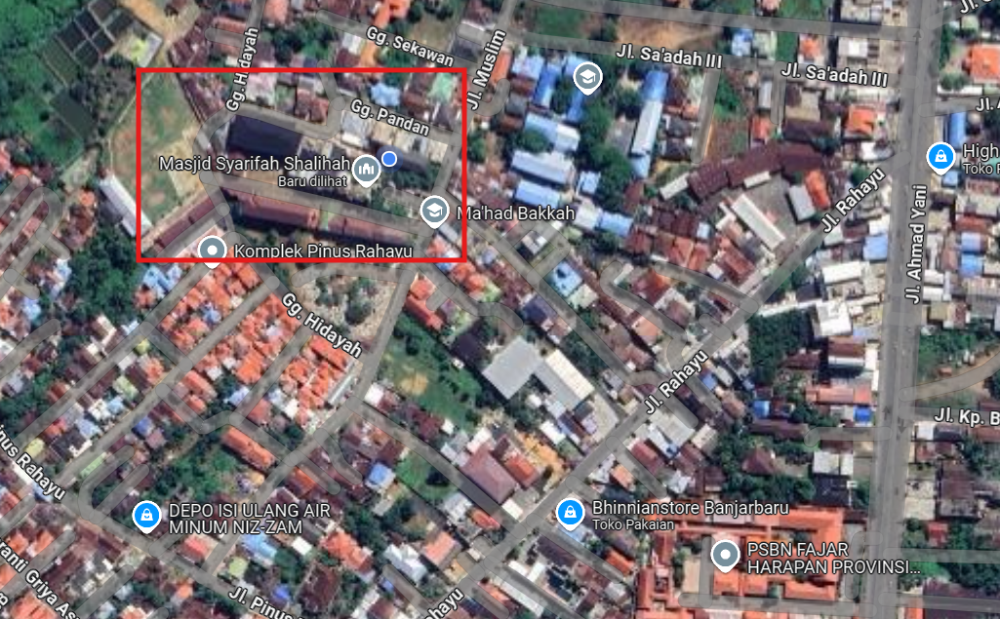 Gg. Sekawan
Jl. Sa'adah III
Jl. Sa'adah III
Gg. Hidayah
Jl. Muslim
Gg. Pandan
Masjid Syarifah Shalihah
Baru dilihat
High
Toko P
Ma'had Bakkah
Jl. Rahayu
Jl. Ahmad Yani
Komplek Pinus Rahayu
Gg. Hidayah
Jl. Rahayu
Jl. Kp. B
inus Rahayu
DEPO ISI ULANG AIR
MINUM NIZ-ZAM
Bhinnianstore Banjarbaru
Toko Pakaian
PSBN FAJAR
HARAPAN PROVINSI...
ranti Griya As
Jl. Pinus
hayu